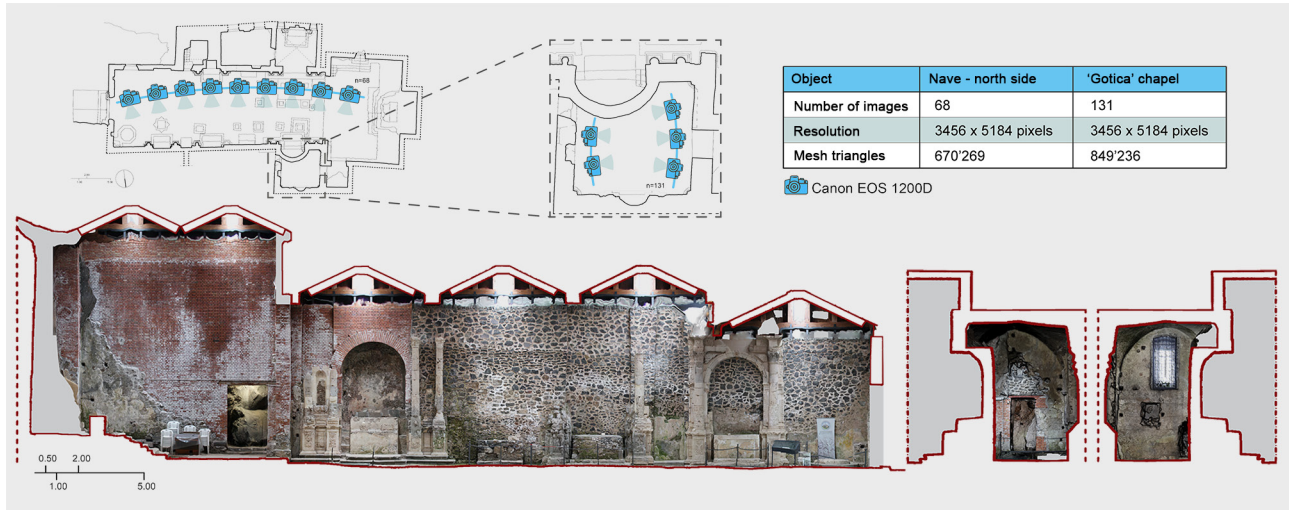 n=68
n=131
Object Nave - north side 'Gotica' chapel
Number of images 68 131
Resolution 3456 x 5184 pixels 3456 x 5184 pixels
Mesh triangles 670'269 849'236
Canon EOS 1200D
0.50 2.00
1.00 5.00